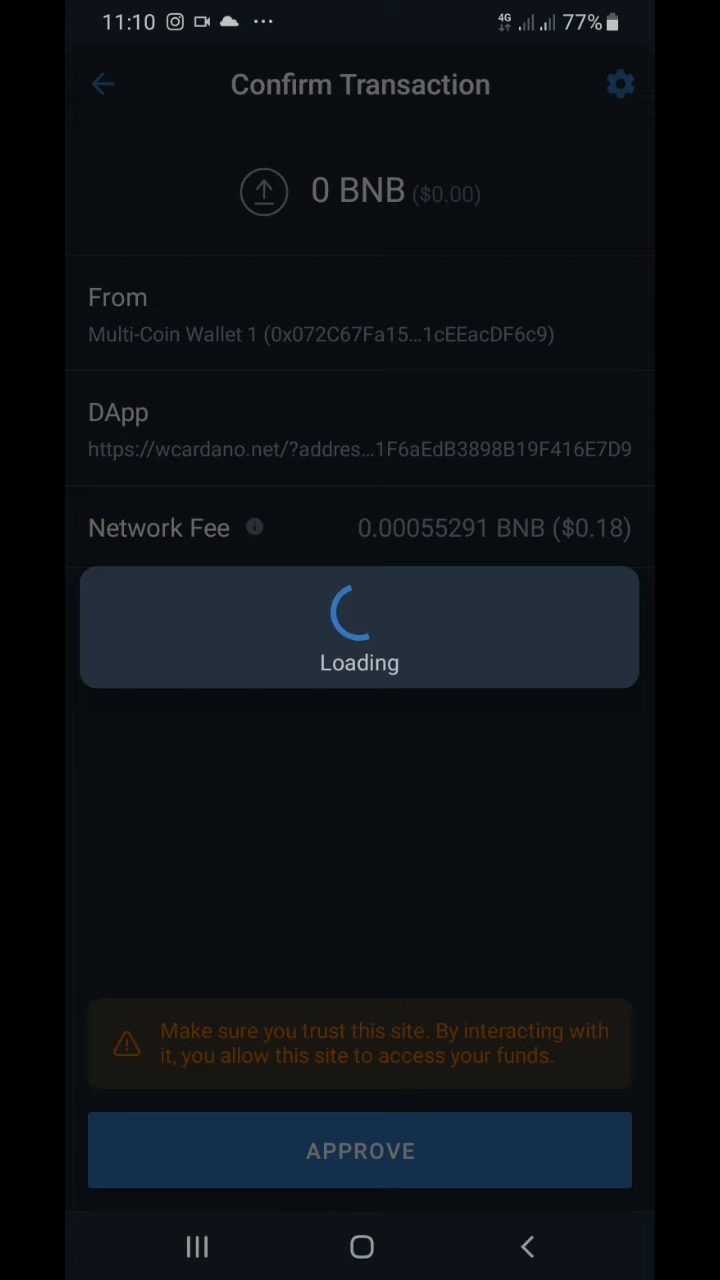 11:10 ... 4G 77%
Confirm Transaction
0 BNB ($0.00)
From
Multi-Coin Wallet 1 (0x072C67Fa15...1cEEacDF6c9)
DApp
https://wcardano.net/?addres...1F6aEdB3898B19F416E7D9
Network Fee 0.00055291 BNB ($0.18)
Loading
Make sure you trust this site. By interacting with
it, you allow this site to access your funds.
APPROVE